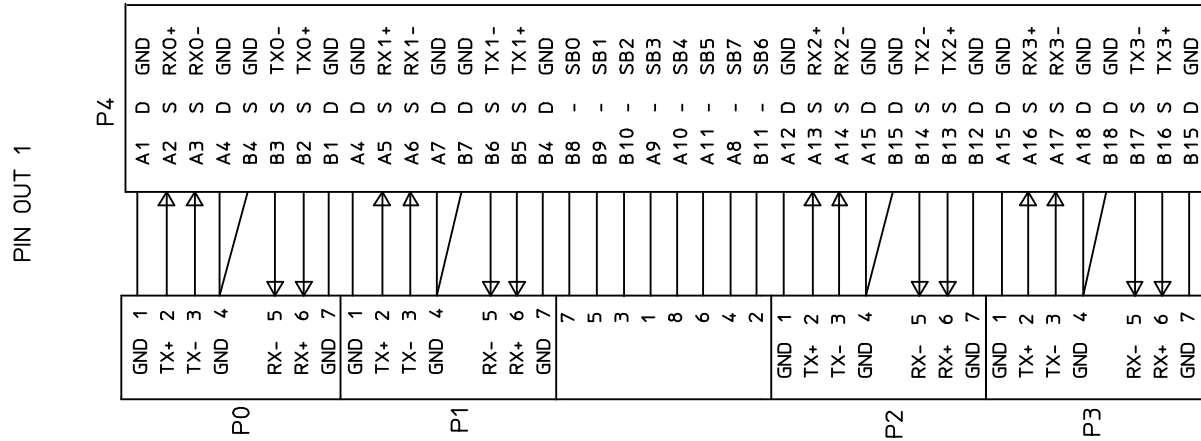 PIN OUT 1
P4
A1 D GND
A2 S RX0+
A3 S RX0-
A4 D GND
B4 S GND
B3 S TX0-
B2 S TX0+
B1 D GND
A4 D GND
A5 S RX1+
A6 S RX1-
A7 D GND
B7 D GND
B6 S TX1-
B5 S TX1+
B4 D GND
B8 - SB0
B9 - SB1
B10 - SB2
A9 - SB3
A10 - SB4
A11 - SB5
A8 - SB7
B11 - SB6
A12 D GND
A13 S RX2+
A14 S RX2-
A15 D GND
B15 D GND
B14 S TX2-
B13 S TX2+
B12 D GND
A15 D GND
A16 S RX3+
A17 S RX3-
A18 D GND
B18 D GND
B17 S TX3-
B16 S TX3+
B15 D GND
P0
GND 1
TX+ 2
TX- 3
GND 4
RX- 5
RX+ 6
GND 7
P1
GND 1
TX+ 2
TX- 3
GND 4
RX- 5
RX+ 6
GND 7
7
5
3
1
8
6
4
2
P2
GND 1
TX+ 2
TX- 3
GND 4
RX- 5
RX+ 6
GND 7
P3
GND 1
TX+ 2
TX- 3
GND 4
RX- 5
RX+ 6
GND 7